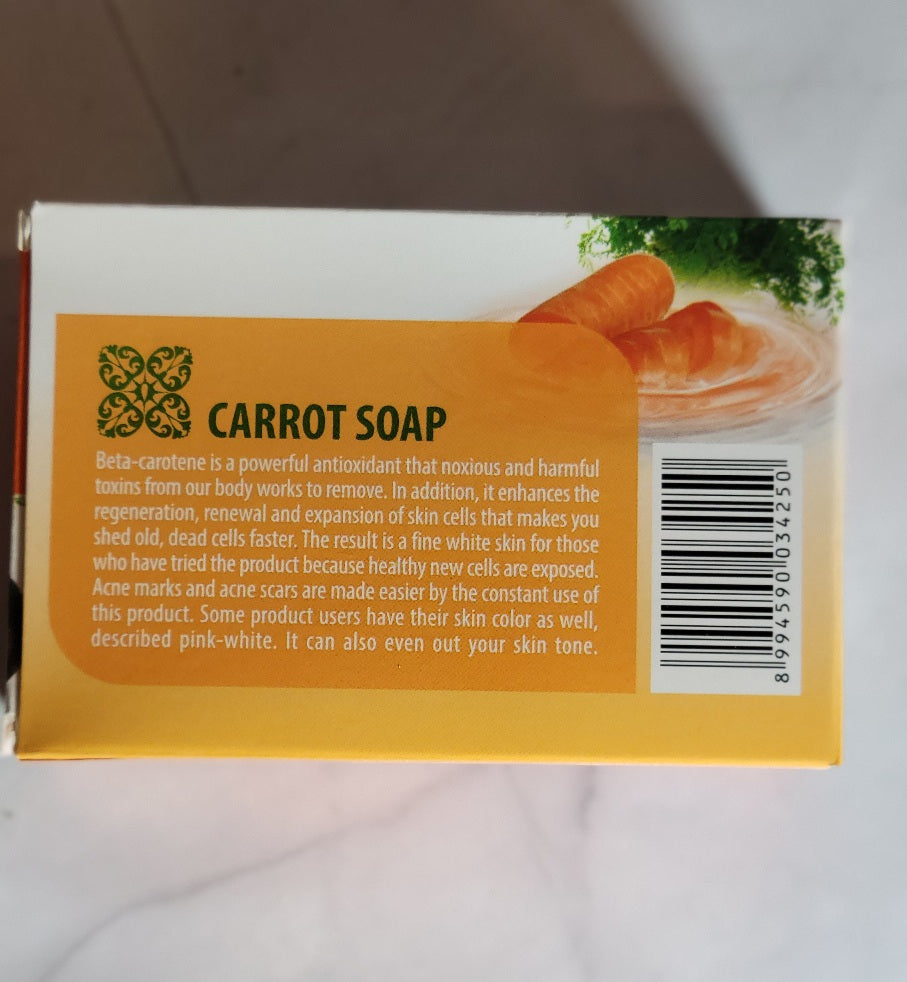 CARROT SOAP
Beta-carotene is a powerful antioxidant that noxious and harmful
toxins from our body works to remove. In addition, it enhances the
regeneration, renewal and expansion of skin cells that makes you
shed old, dead cells faster. The result is a fine white skin for those
who have tried the product because healthy new cells are exposed.
Acne marks and acne scars are made easier by the constant use of
this product. Some product users have their skin color as well,
described pink-white. It can also even out your skin tone.
8 994590 034250